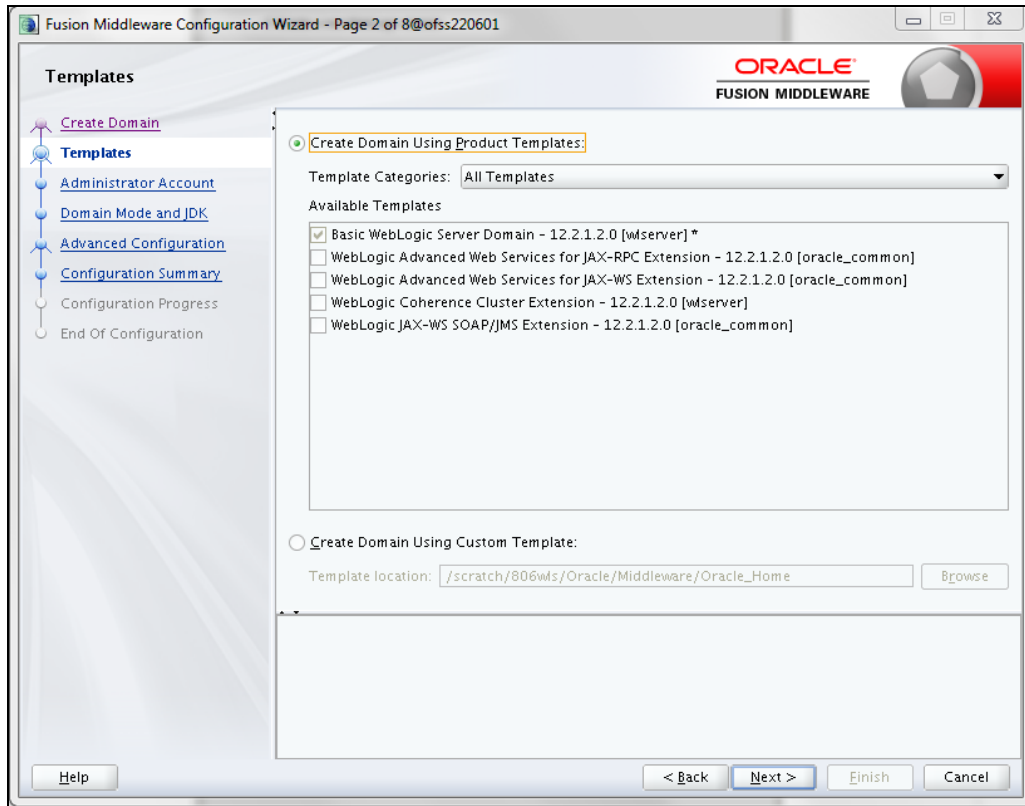 Fusion Middleware Configuration Wizard - Page 2 of 8@ofss220601
Templates
ORACLE
FUSION MIDDLEWARE
Create Domain
Templates
Administrator Account
Domain Mode and JDK
Advanced Configuration
Configuration Summary
Configuration Progress
End Of Configuration
Create Domain Using Product Templates:
Template Categories: All Templates
Available Templates
Basic WebLogic Server Domain - 12.2.1.2.0 [wlserver] *
WebLogic Advanced Web Services for JAX-RPC Extension - 12.2.1.2.0 [oracle_common]
WebLogic Advanced Web Services for JAX-WS Extension - 12.2.1.2.0 [oracle_common]
WebLogic Coherence Cluster Extension - 12.2.1.2.0 [wlserver]
WebLogic JAX-WS SOAP/JMS Extension - 12.2.1.2.0 [oracle_common]
Create Domain Using Custom Template:
Template location: /scratch/806wls/Oracle/Middleware/Oracle_Home Browse
Help < Back Next > Finish Cancel